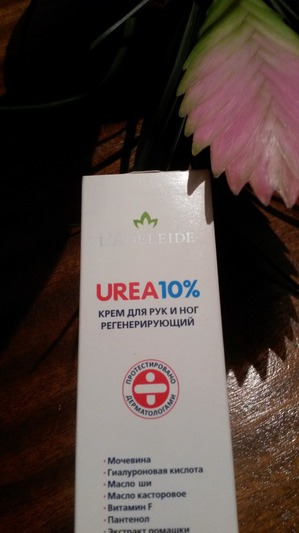 L'ADELEIDE
UREA10%
КРЕМ ДЛЯ РУК И НОГ
РЕГЕНЕРИРУЮЩИЙ
ПРОТЕСТИРОВАНО
ДЕРМАТОЛОГАМИ
• Мочевина
• Гиалуроновая кислота
• Масло ши
• Масло касторовое
• Витамин F
• Пантенол
• Экстракт ромашки